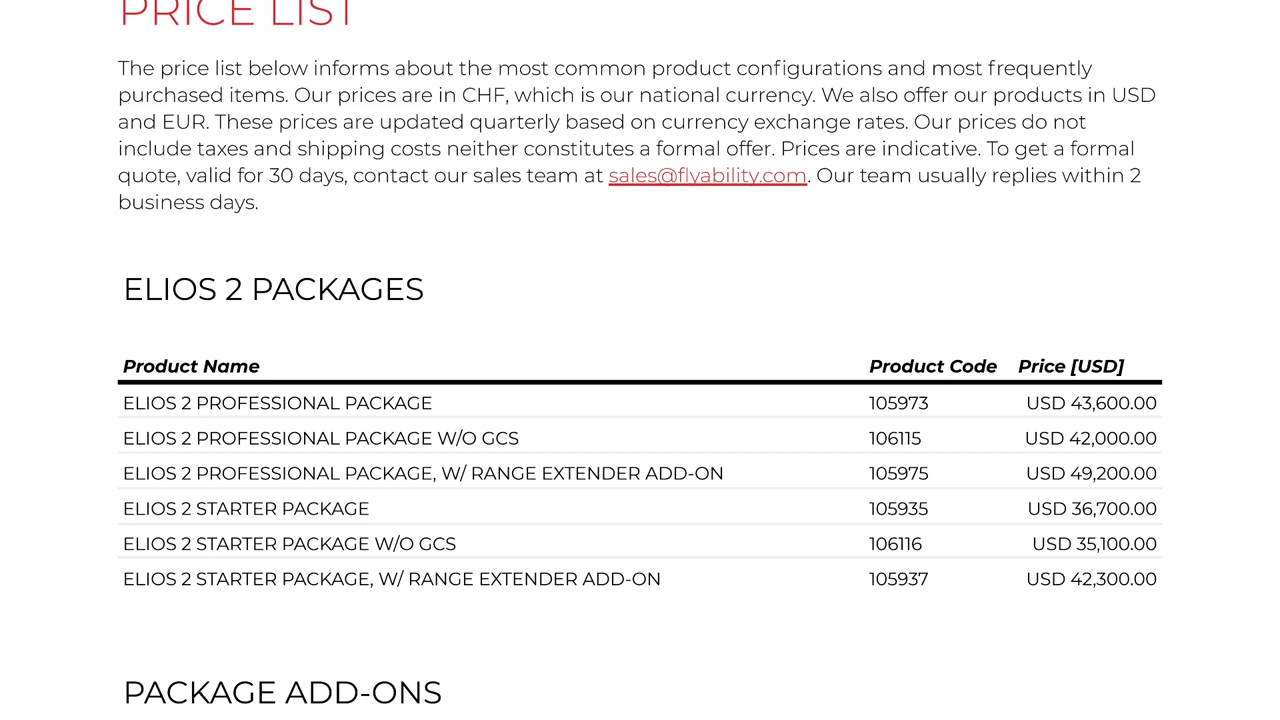 PRICE LIST
The price list below informs about the most common product configurations and most frequently
purchased items. Our prices are in CHF, which is our national currency. We also offer our products in USD
and EUR. These prices are updated quarterly based on currency exchange rates. Our prices do not
include taxes and shipping costs neither constitutes a formal offer. Prices are indicative. To get a formal
quote, valid for 30 days, contact our sales team at sales@flyability.com. Our team usually replies within 2
business days.
ELIOS 2 PACKAGES
Product Name Product Code Price [USD]
ELIOS 2 PROFESSIONAL PACKAGE 105973 USD 43,600.00
ELIOS 2 PROFESSIONAL PACKAGE W/O GCS 106115 USD 42,000.00
ELIOS 2 PROFESSIONAL PACKAGE, W/ RANGE EXTENDER ADD-ON 105975 USD 49,200.00
ELIOS 2 STARTER PACKAGE 105935 USD 36,700.00
ELIOS 2 STARTER PACKAGE W/O GCS 106116 USD 35,100.00
ELIOS 2 STARTER PACKAGE, W/ RANGE EXTENDER ADD-ON 105937 USD 42,300.00
PACKAGE ADD-ONS